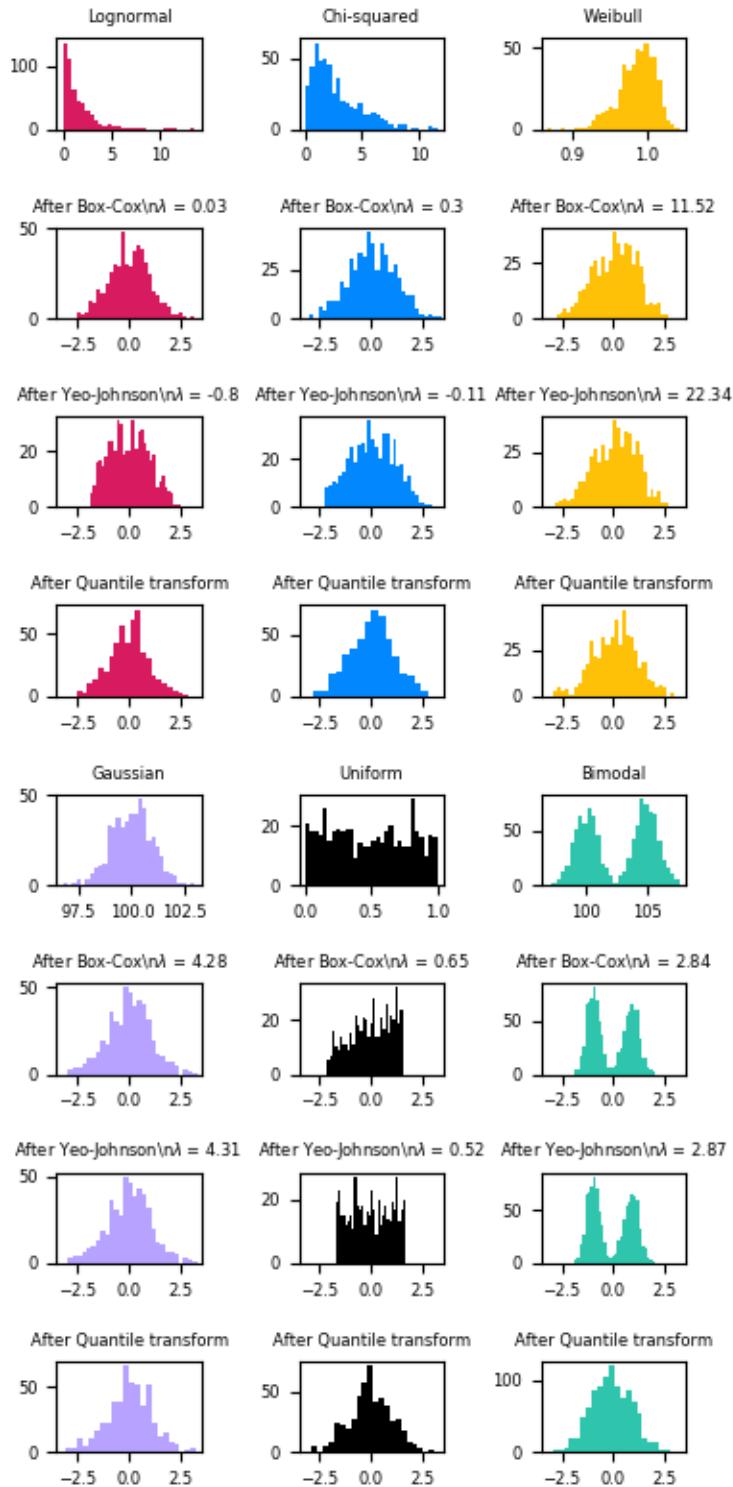 Lognormal Chi-squared Weibull
100 50 50
0 0 0
0 5 10 0 5 10 0.9 1.0
After Box-Cox\nλ = 0.03 After Box-Cox\nλ = 0.3 After Box-Cox\nλ = 11.52
50
25 25
0 0 0
−2.5 0.0 2.5 −2.5 0.0 2.5 −2.5 0.0 2.5
After Yeo-Johnson\nλ = -0.8 After Yeo-Johnson\nλ = -0.11 After Yeo-Johnson\nλ = 22.34
20 20 25
0 0 0
−2.5 0.0 2.5 −2.5 0.0 2.5 −2.5 0.0 2.5
After Quantile transform After Quantile transform After Quantile transform
50 50 25
0 0 0
−2.5 0.0 2.5 −2.5 0.0 2.5 −2.5 0.0 2.5
Gaussian Uniform Bimodal
50 20 50
0 0 0
97.5 100.0 102.5 0.0 0.5 1.0 100 105
After Box-Cox\nλ = 4.28 After Box-Cox\nλ = 0.65 After Box-Cox\nλ = 2.84
50 20 50
0 0 0
−2.5 0.0 2.5 −2.5 0.0 2.5 −2.5 0.0 2.5
After Yeo-Johnson\nλ = 4.31 After Yeo-Johnson\nλ = 0.52 After Yeo-Johnson\nλ = 2.87
50 20 50
0 0 0
−2.5 0.0 2.5 −2.5 0.0 2.5 −2.5 0.0 2.5
After Quantile transform After Quantile transform After Quantile transform
50 50 100
0 0 0
−2.5 0.0 2.5 −2.5 0.0 2.5 −2.5 0.0 2.5